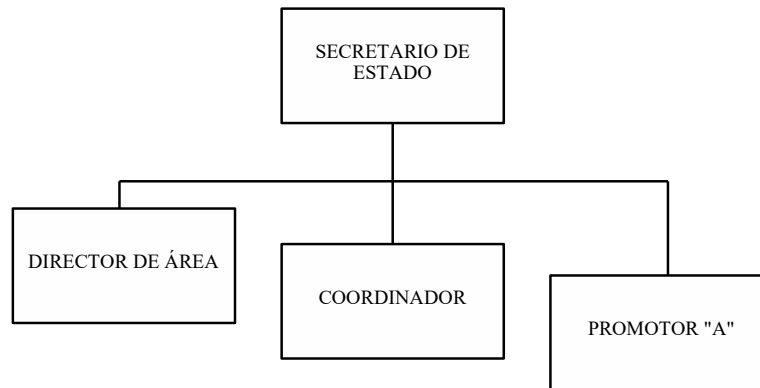 SECRETARIO DE
ESTADO
DIRECTOR DE ÁREA
COORDINADOR
PROMOTOR "A"